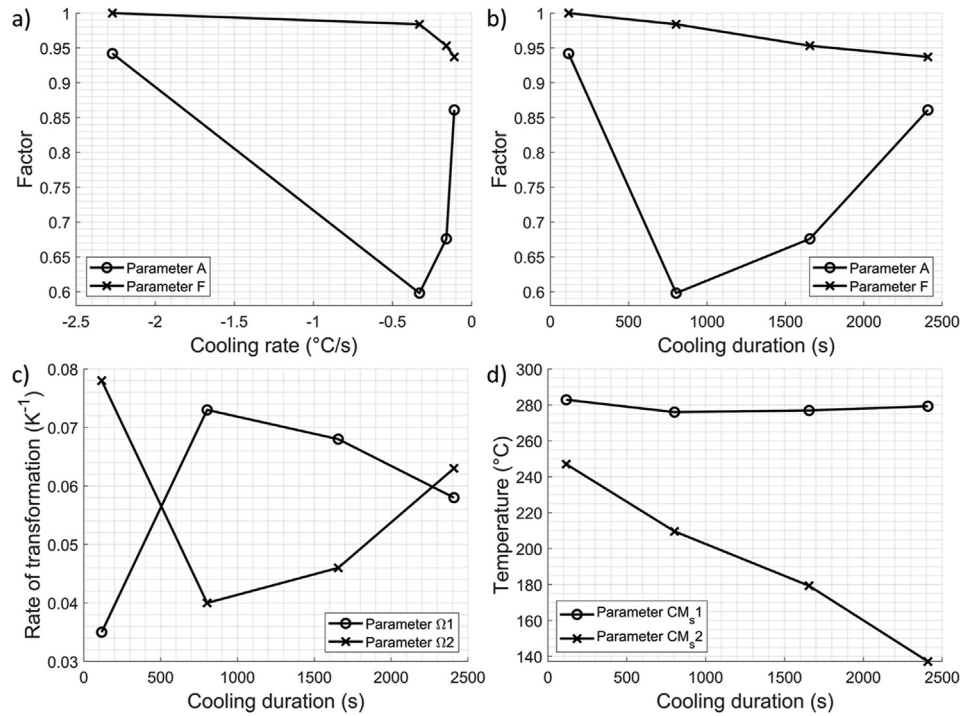 a)
1
0.95
0.9
0.85
0.8
0.75
0.7
0.65
0.6
Factor
Parameter A
Parameter F
-2.5
-2
-1.5
-1
-0.5
0
Cooling rate (°C/s)
b)
1
0.95
0.9
0.85
0.8
0.75
0.7
0.65
0.6
Factor
Parameter A
Parameter F
0
500
1000
1500
2000
2500
Cooling duration (s)
c)
0.08
0.07
0.06
0.05
0.04
0.03
Rate of transformation (K⁻¹)
Parameter Ω1
Parameter Ω2
0
500
1000
1500
2000
2500
Cooling duration (s)
d)
300
280
260
240
220
200
180
160
140
Temperature (°C)
Parameter CMₛ1
Parameter CMₛ2
0
500
1000
1500
2000
2500
Cooling duration (s)